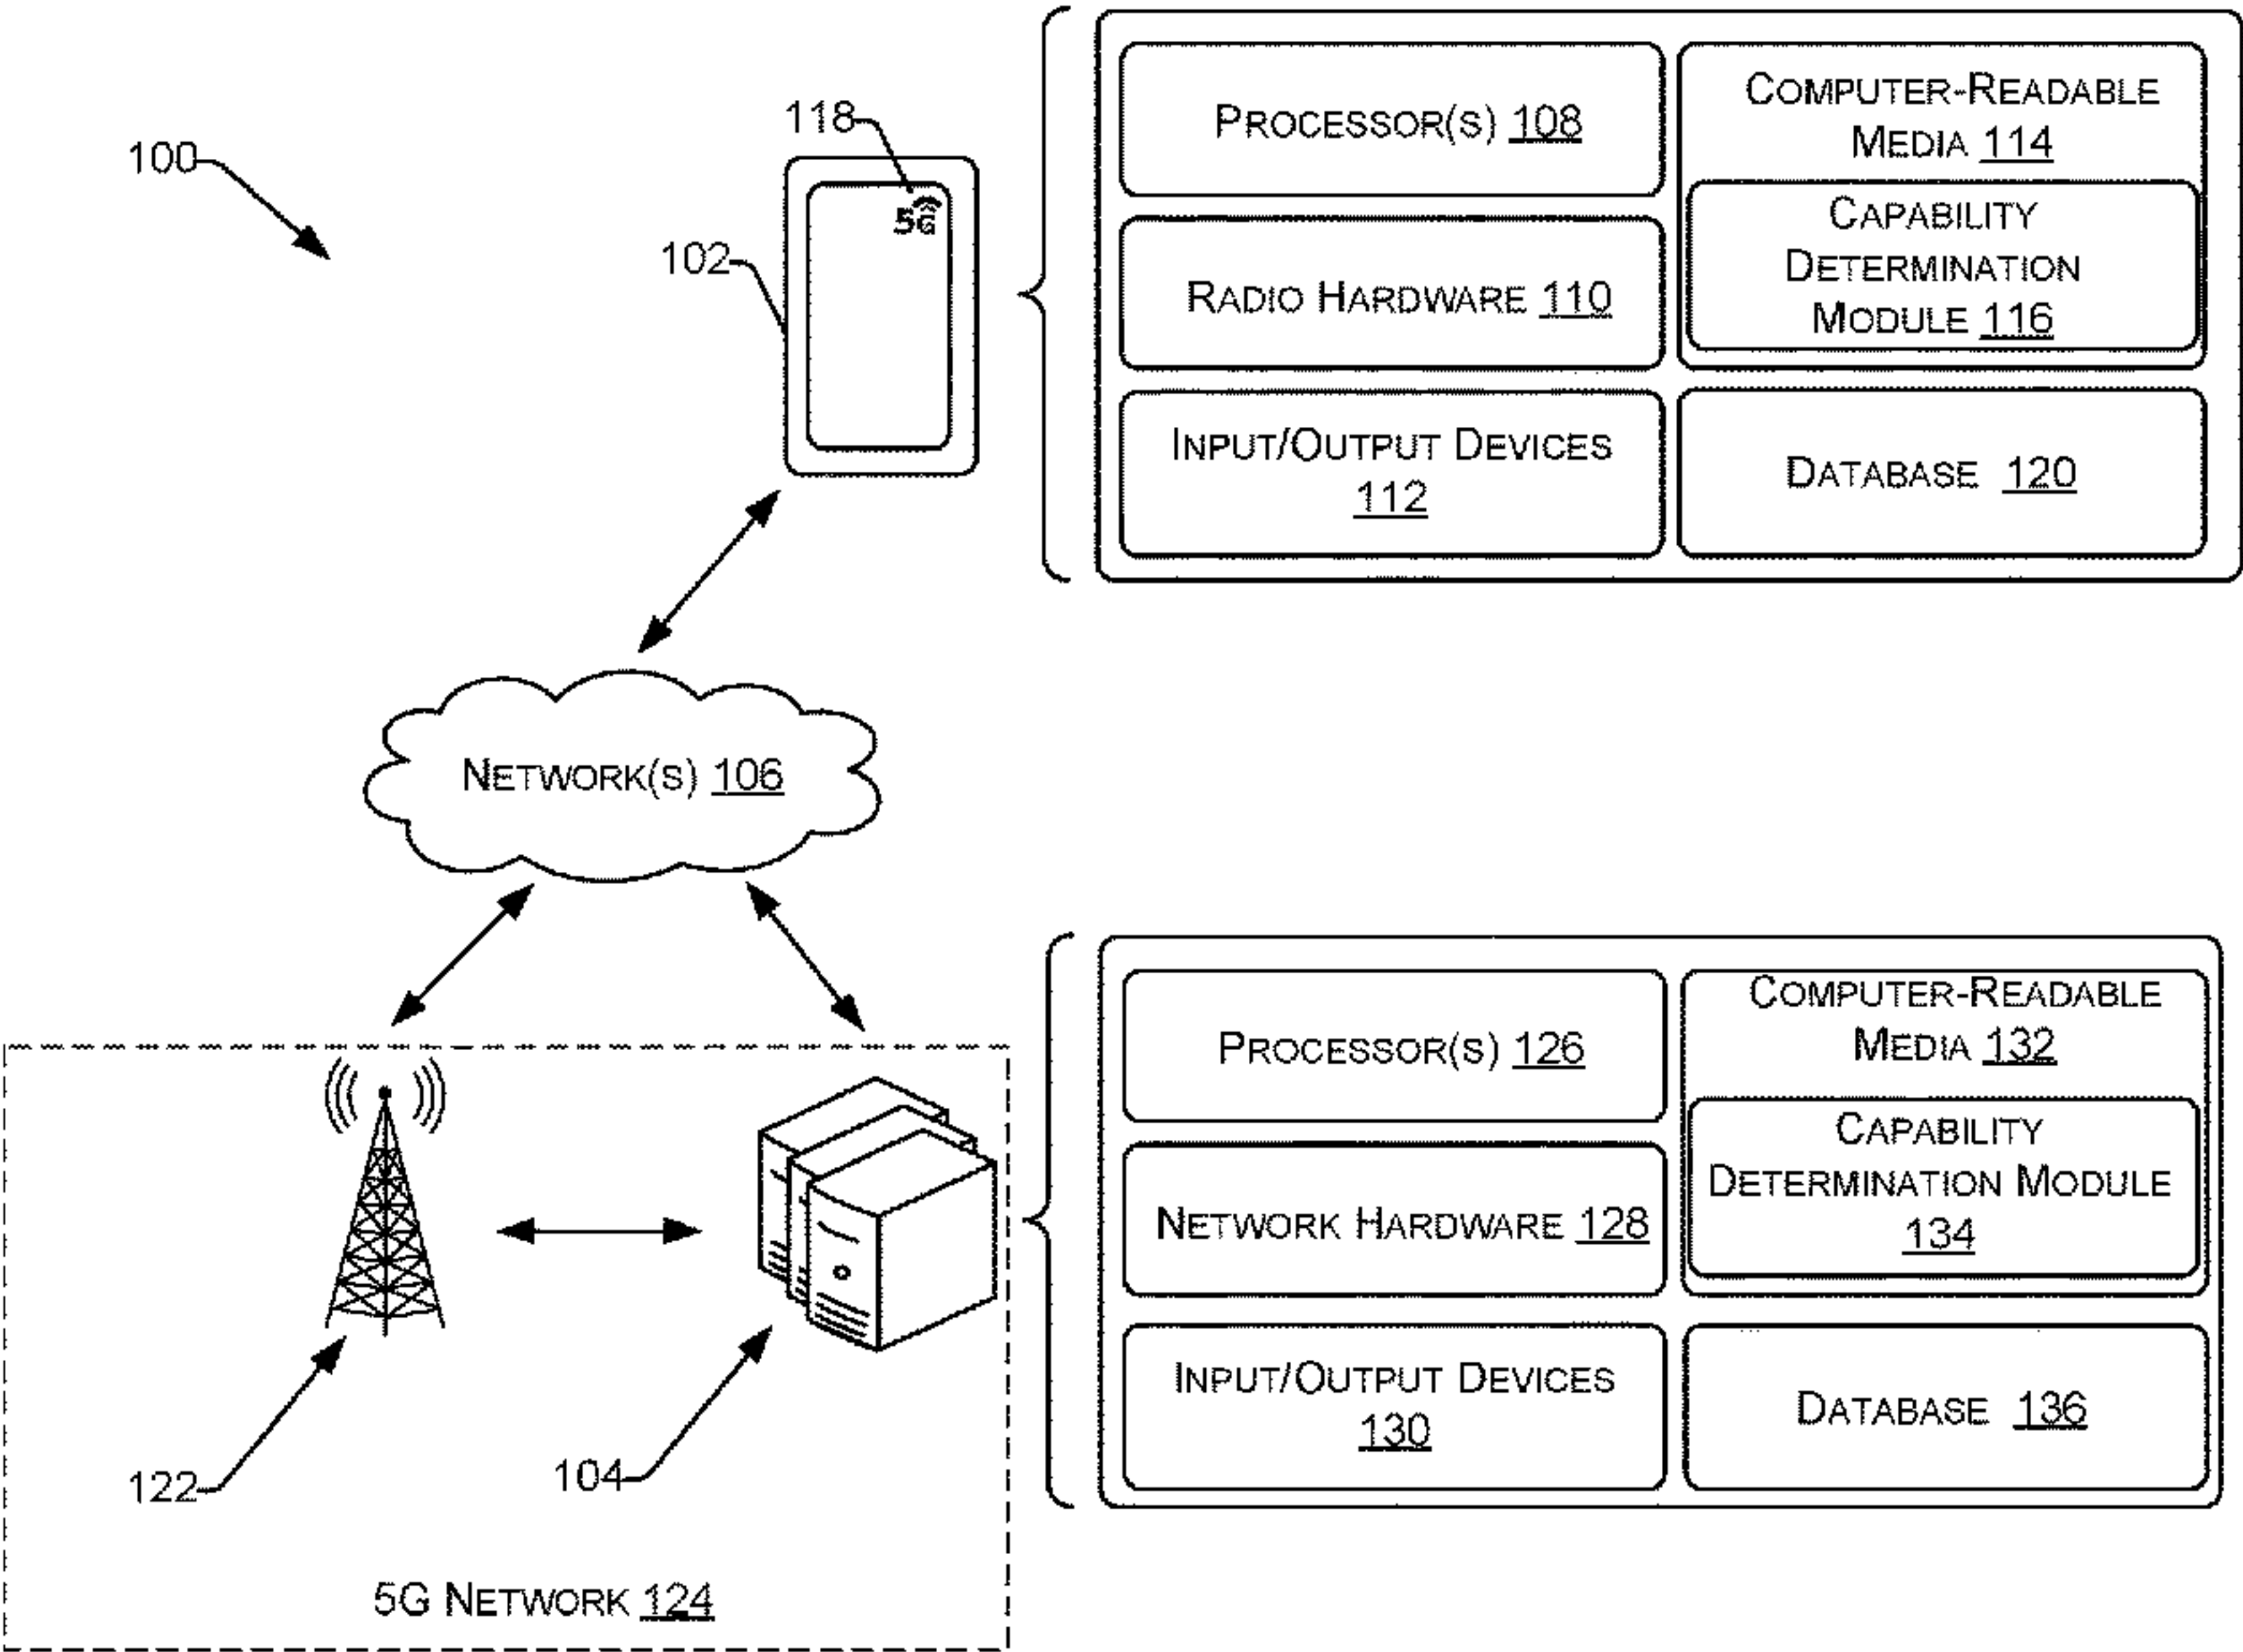 100
118
5G
102
PROCESSOR(S) 108
RADIO HARDWARE 110
INPUT/OUTPUT DEVICES
112
COMPUTER-READABLE
MEDIA 114
CAPABILITY
DETERMINATION
MODULE 116
DATABASE 120
NETWORK(S) 106
PROCESSOR(S) 126
NETWORK HARDWARE 128
INPUT/OUTPUT DEVICES
130
COMPUTER-READABLE
MEDIA 132
CAPABILITY
DETERMINATION MODULE
134
DATABASE 136
122
104
5G NETWORK 124